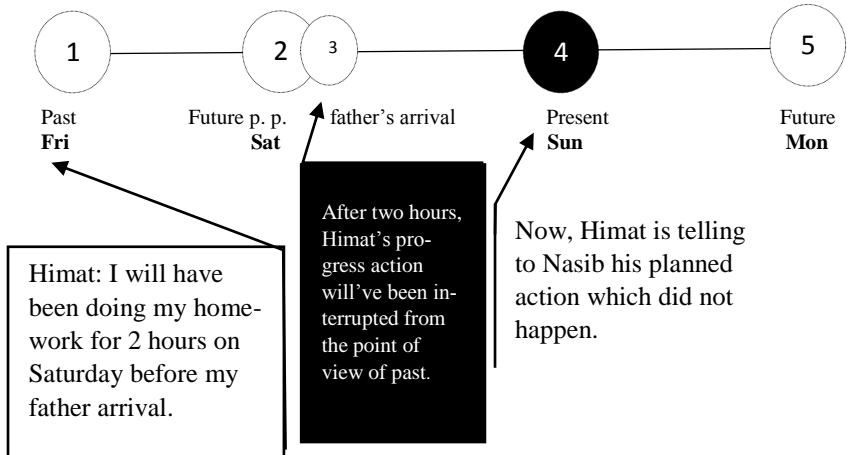 1
2
3
4
5
Past
Fri
Future p. p.
Sat
father's arrival
Present
Sun
Future
Mon
Himat: I will have
been doing my home-
work for 2 hours on
Saturday before my
father arrival.
After two hours,
Himat's pro-
gress action
will've been in-
terrupted from
the point of
view of past.
Now, Himat is telling
to Nasib his planned
action which did not
happen.